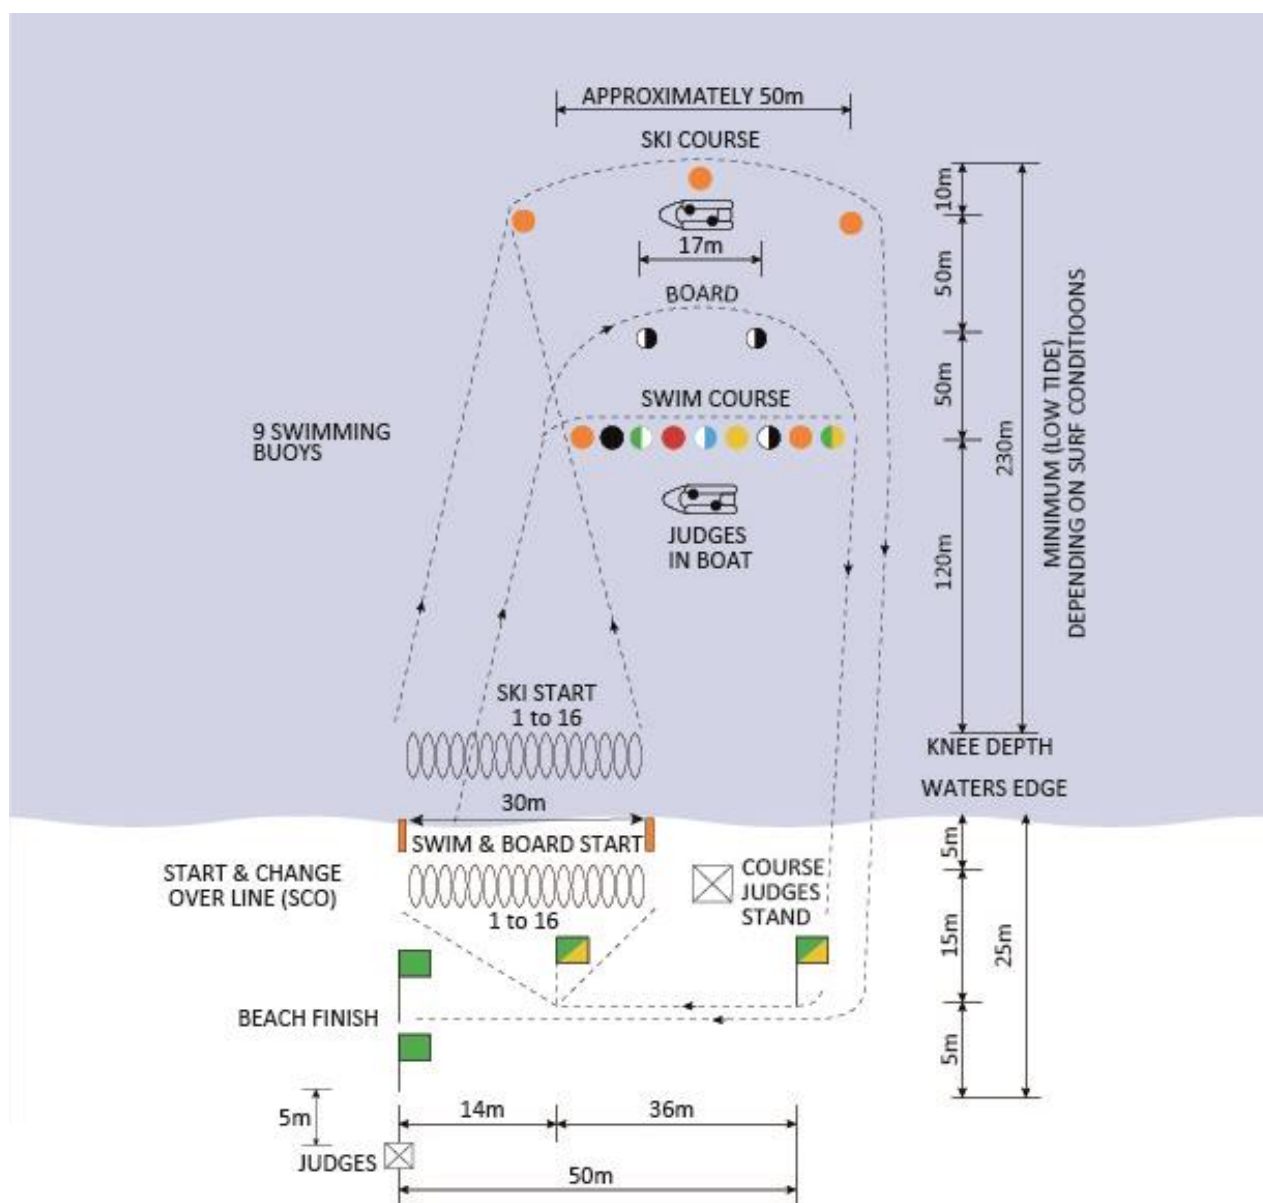 APPROXIMATELY 50m
SKI COURSE
10m
17m
50m
BOARD
50m
SWIM COURSE
9 SWIMMING
BUOYS
230m
MINIMUM (LOW TIDE)
DEPENDING ON SURF CONDITIOONS
JUDGES
IN BOAT
120m
SKI START
1 to 16
KNEE DEPTH
WATERS EDGE
30m
SWIM & BOARD START
5m
START & CHANGE
OVER LINE (SCO)
COURSE
JUDGES
STAND
1 to 16
15m
25m
BEACH FINISH
5m
5m
14m
36m
JUDGES
50m